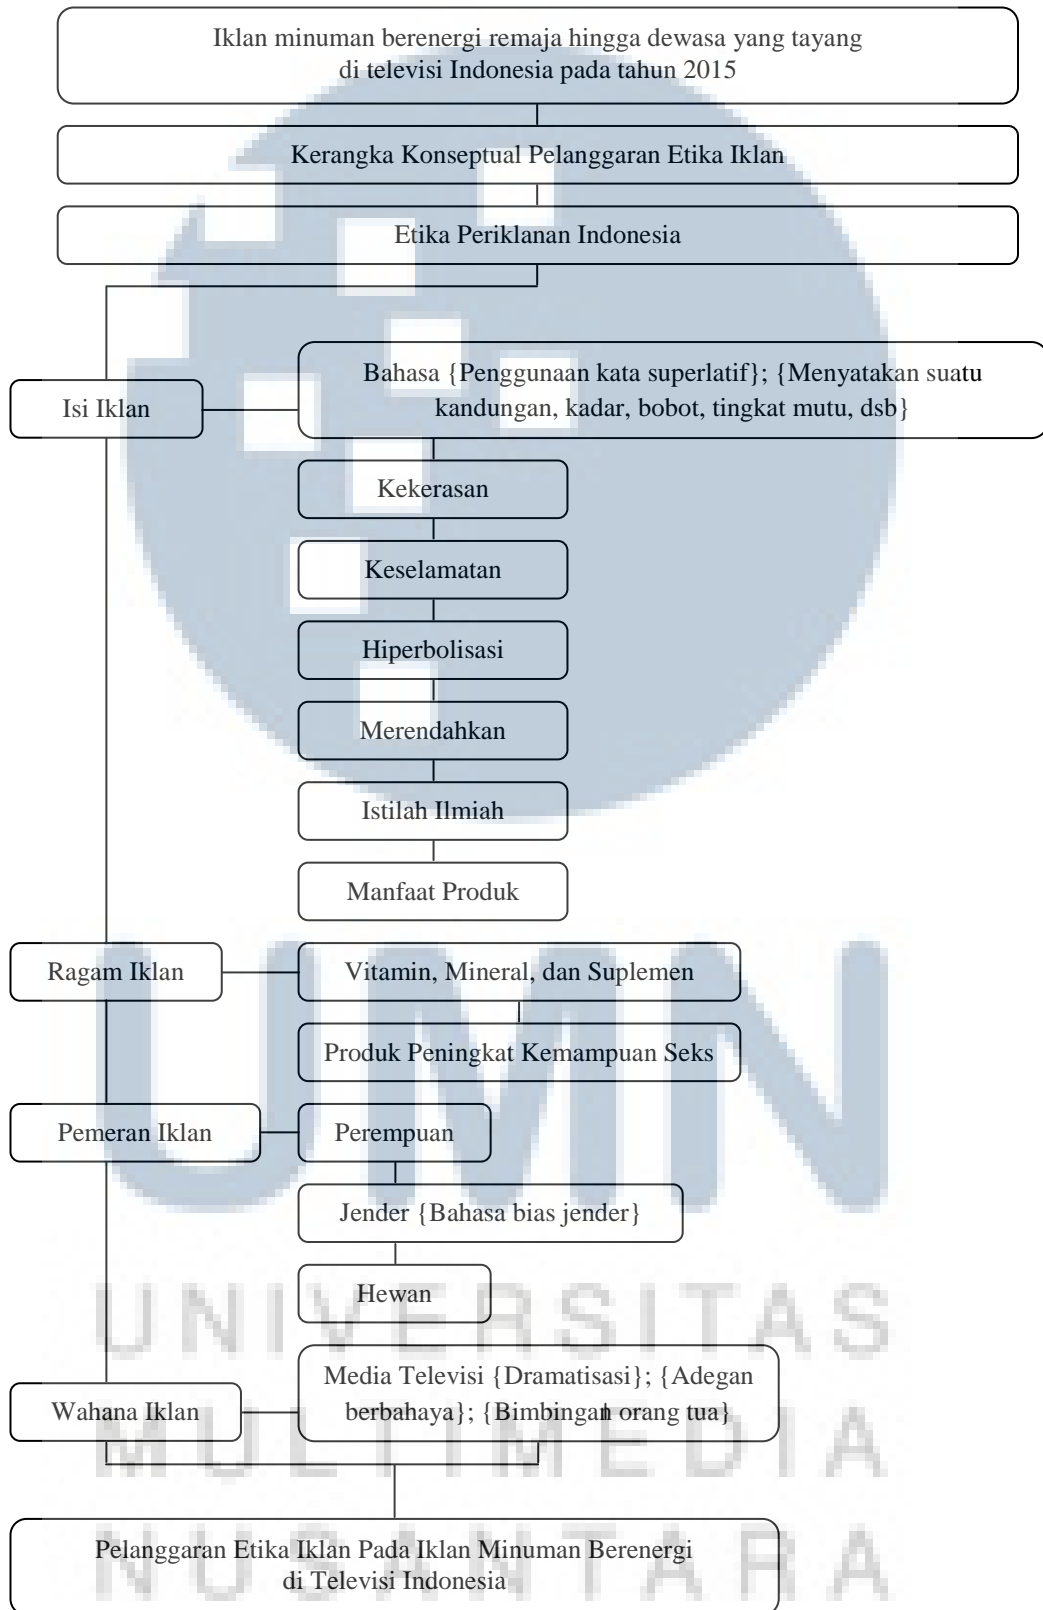 Iklan minuman berenergi remaja hingga dewasa yang tayang
di televisi Indonesia pada tahun 2015
Kerangka Konseptual Pelanggaran Etika Iklan
Etika Periklanan Indonesia
Isi Iklan
Bahasa {Penggunaan kata superlatif}; {Menyatakan suatu
kandungan, kadar, bobot, tingkat mutu, dsb}
Kekerasan
Keselamatan
Hiperbolisasi
Merendahkan
Istilah Ilmiah
Manfaat Produk
Ragam Iklan
Vitamin, Mineral, dan Suplemen
Produk Peningkat Kemampuan Seks
Pemeran Iklan
Perempuan
Jender {Bahasa bias jender}
Hewan
Wahana Iklan
Media Televisi {Dramatisasi}; {Adegan
berbahaya}; {Bimbingan orang tua}
Pelanggaran Etika Iklan Pada Iklan Minuman Berenergi
di Televisi Indonesia
UMN
UNIVERSITAS
MULTIMEDIA
NUSANTARA